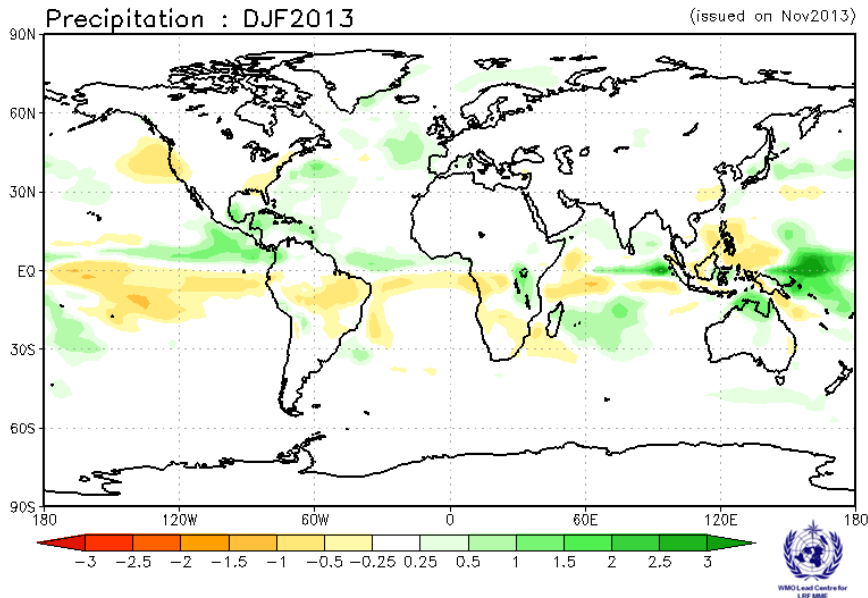 Precipitation : DJF2013
(issued on Nov2013)
90N
60N
30N
EQ
30S
60S
90S
180 120W 60W 0 60E 120E 180
-3 -2.5 -2 -1.5 -1 -0.5 -0.25 0.25 0.5 1 1.5 2 2.5 3
WMO Lead Centre for
LRFMME